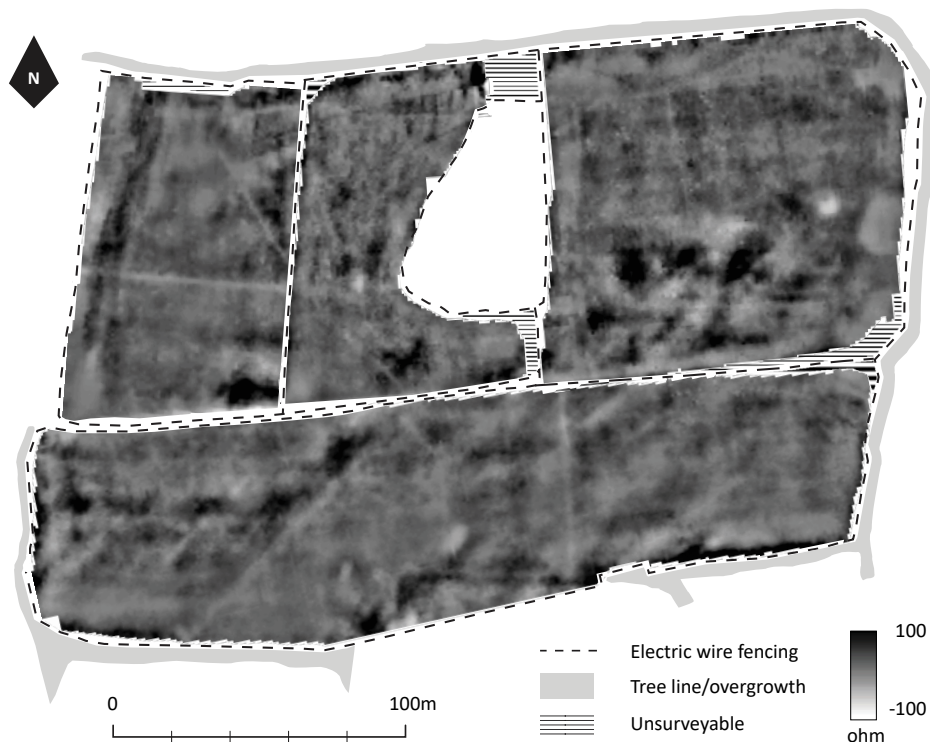 N
Electric wire fencing
100
Tree line/overgrowth
0 100m
-100
Unsurveyable
ohm